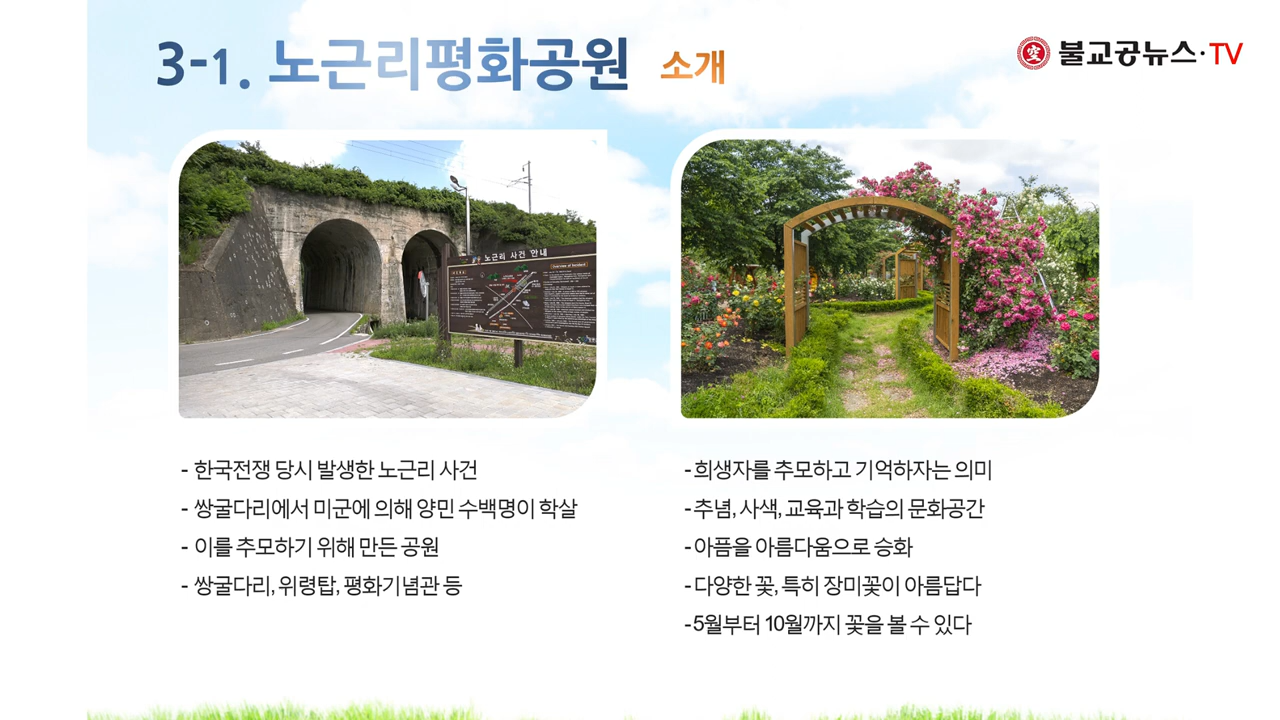 3-1. 노근리평화공원 소개
空 불교공뉴스·TV
노근리 사건 안내
- 한국전쟁 당시 발생한 노근리 사건
- 쌍굴다리에서 미군에 의해 양민 수백명이 학살
- 이를 추모하기 위해 만든 공원
- 쌍굴다리, 위령탑, 평화기념관 등
-희생자를 추모하고 기억하자는 의미
-추념, 사색, 교육과 학습의 문화공간
-아픔을 아름다움으로 승화
-다양한 꽃, 특히 장미꽃이 아름답다
-5월부터 10월까지 꽃을 볼 수 있다